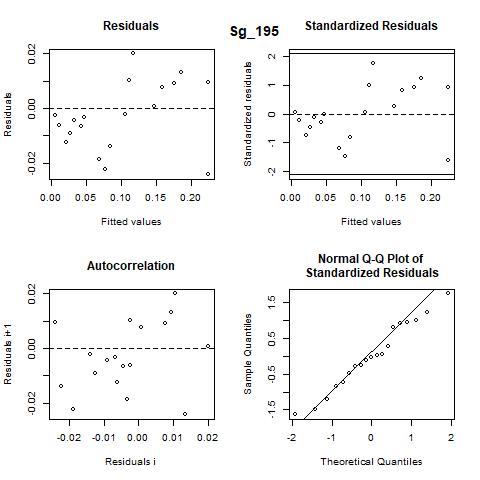 Sg_195
Residuals
Residuals
-0.02
0.00
0.02
0.00
0.05
0.10
0.15
0.20
Fitted values
Standardized Residuals
Standardized residuals
-2
-1
0
1
2
0.00
0.05
0.10
0.15
0.20
Fitted values
Autocorrelation
Residuals i+1
-0.02
0.00
0.02
-0.02
-0.01
0.00
0.01
0.02
Residuals i
Normal Q-Q Plot of
Standardized Residuals
Sample Quantiles
-1.5
-0.5
0.5
1.5
-2
-1
0
1
2
Theoretical Quantiles